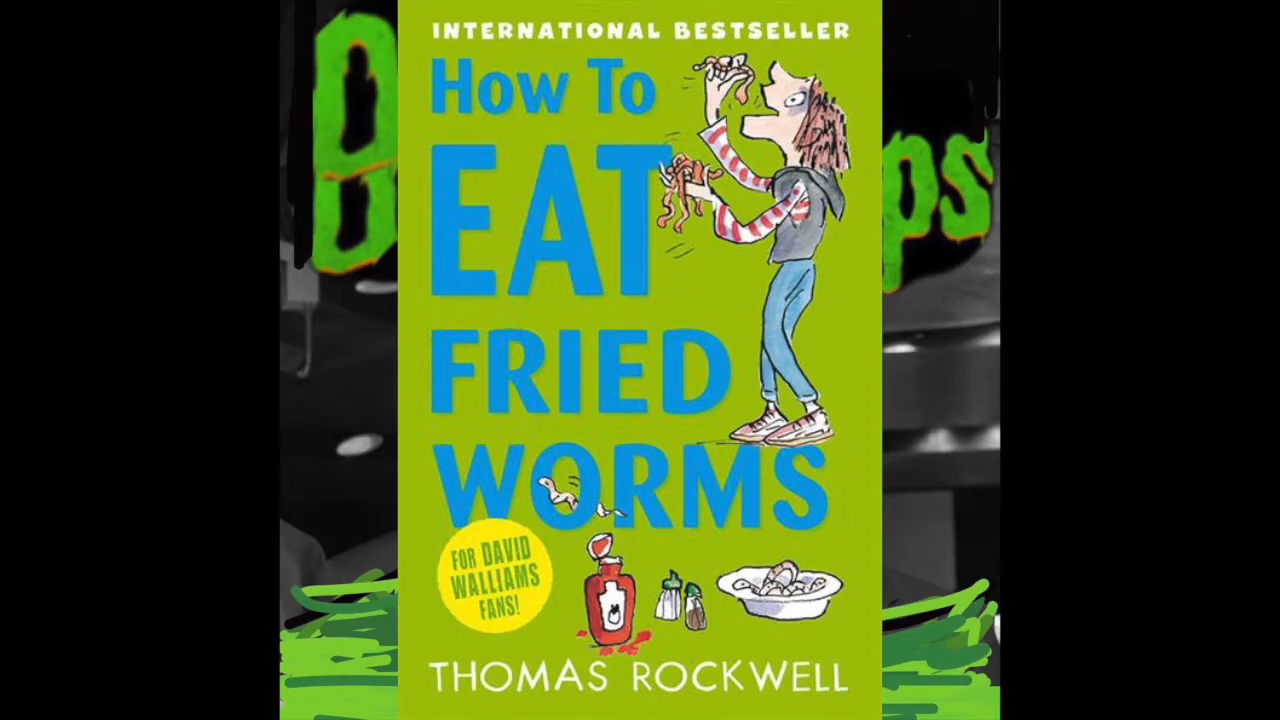 INTERNATIONAL BESTSELLER
HOW TO
EAT
FRIED
WORMS
FOR DAVID
WALLIAMS
FANS!
THOMAS ROCKWELL